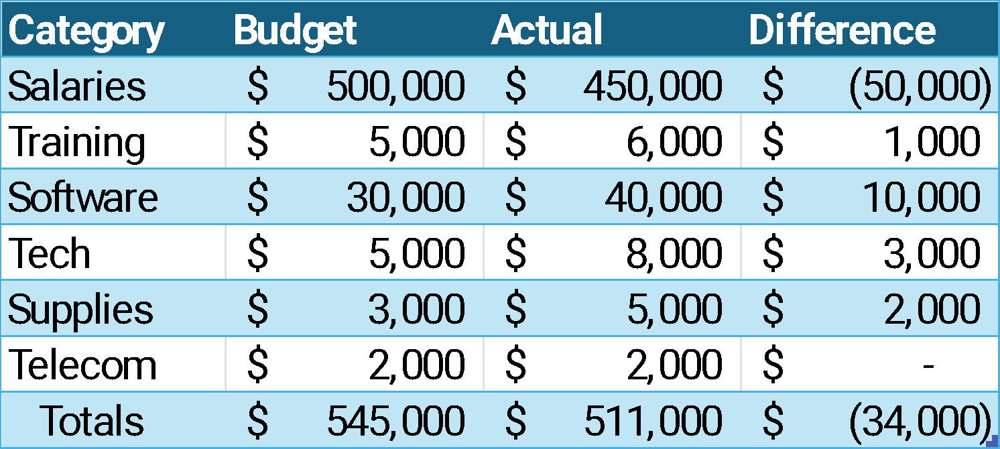 Category Budget Actual Difference
Salaries $ 500,000 $ 450,000 $ (50,000)
Training $ 5,000 $ 6,000 $ 1,000
Software $ 30,000 $ 40,000 $ 10,000
Tech $ 5,000 $ 8,000 $ 3,000
Supplies $ 3,000 $ 5,000 $ 2,000
Telecom $ 2,000 $ 2,000 $ -
Totals $ 545,000 $ 511,000 $ (34,000)